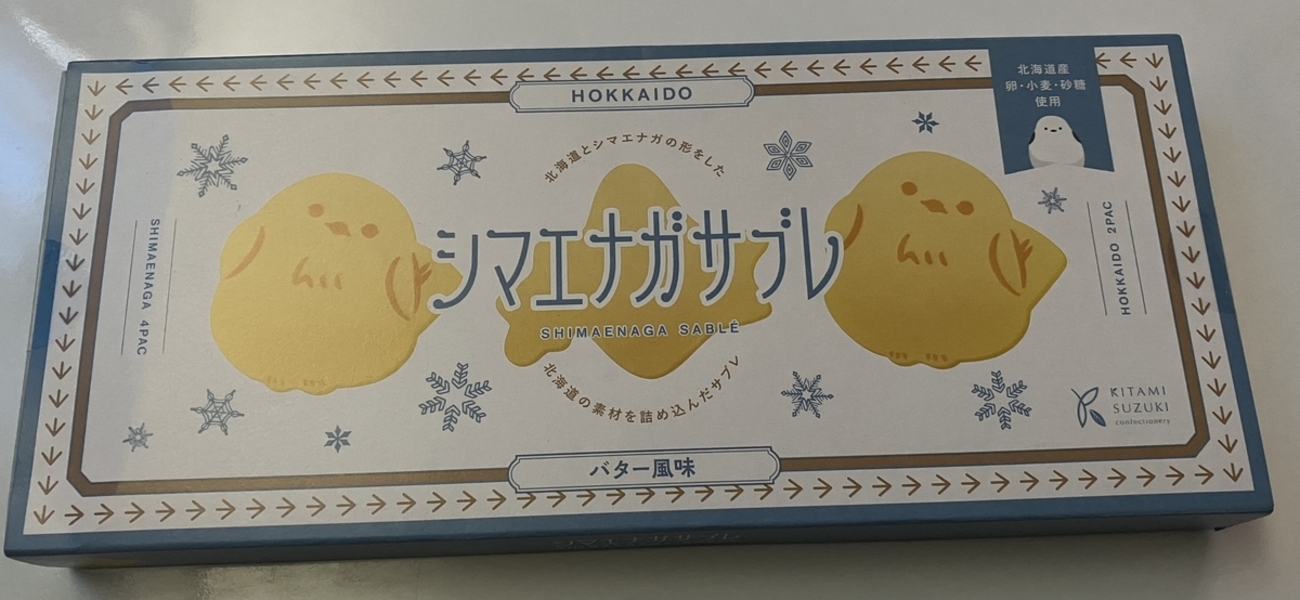 HOKKAIDO
北海道産
卵・小麦・砂糖
使用
北海道とシマエナガの形をした
シマエナガサブレ
SHIMAENAGA SABLÉ
北海道の素材を詰め込んだサブレ
SHIMAENAGA 4PAC
HOKKAIDO 2PAC
KITAMI
SUZUKI
confectionery
バター風味